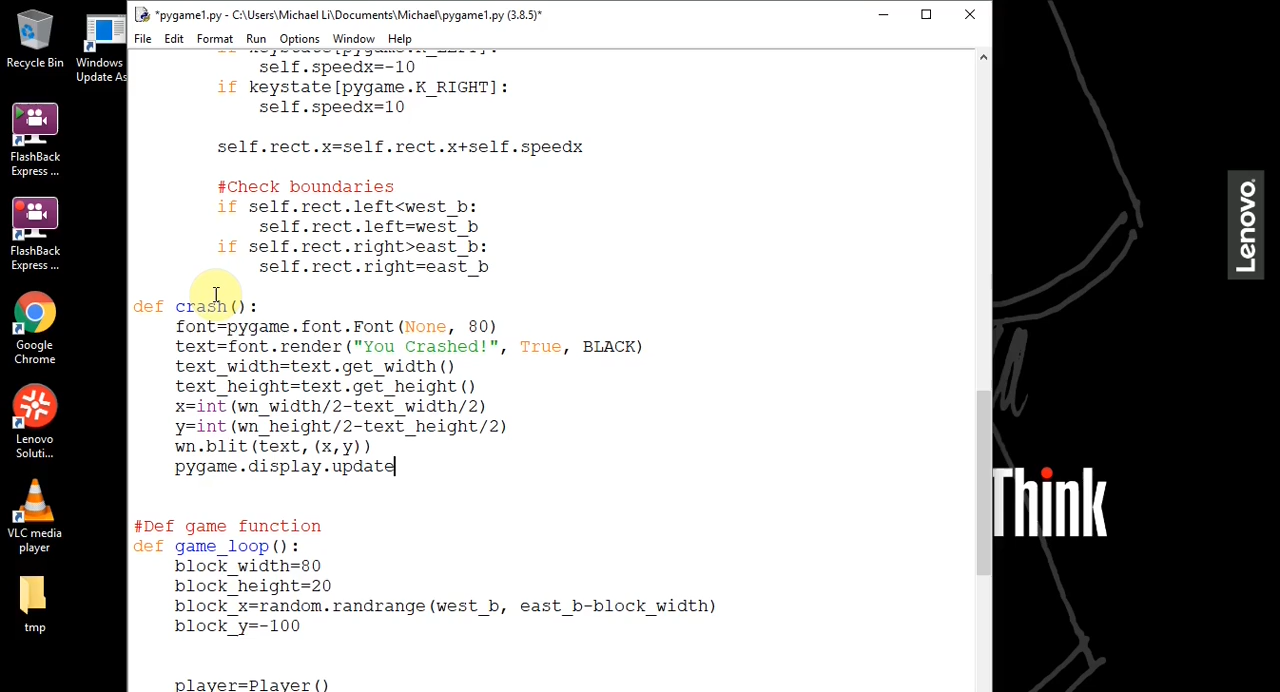 *pygame1.py - C:\Users\Michael Li\Documents\Michael\pygame1.py (3.8.5)*
File Edit Format Run Options Window Help
if keystate[pygame.K_LEFT]:
self.speedx=-10
if keystate[pygame.K_RIGHT]:
self.speedx=10
self.rect.x=self.rect.x+self.speedx
#Check boundaries
if self.rect.left<west_b:
self.rect.left=west_b
if self.rect.right>east_b:
self.rect.right=east_b
def crash():
font=pygame.font.Font(None, 80)
text=font.render("You Crashed!", True, BLACK)
text_width=text.get_width()
text_height=text.get_height()
x=int(wn_width/2-text_width/2)
y=int(wn_height/2-text_height/2)
wn.blit(text,(x,y))
pygame.display.update
#Def game function
def game_loop():
block_width=80
block_height=20
block_x=random.randrange(west_b, east_b-block_width)
block_y=-100
player=Player()
Recycle Bin
Windows
Update As
FlashBack
Express ...
FlashBack
Express ...
Google
Chrome
Lenovo
Soluti...
VLC media
player
tmp
Lenovo
Think